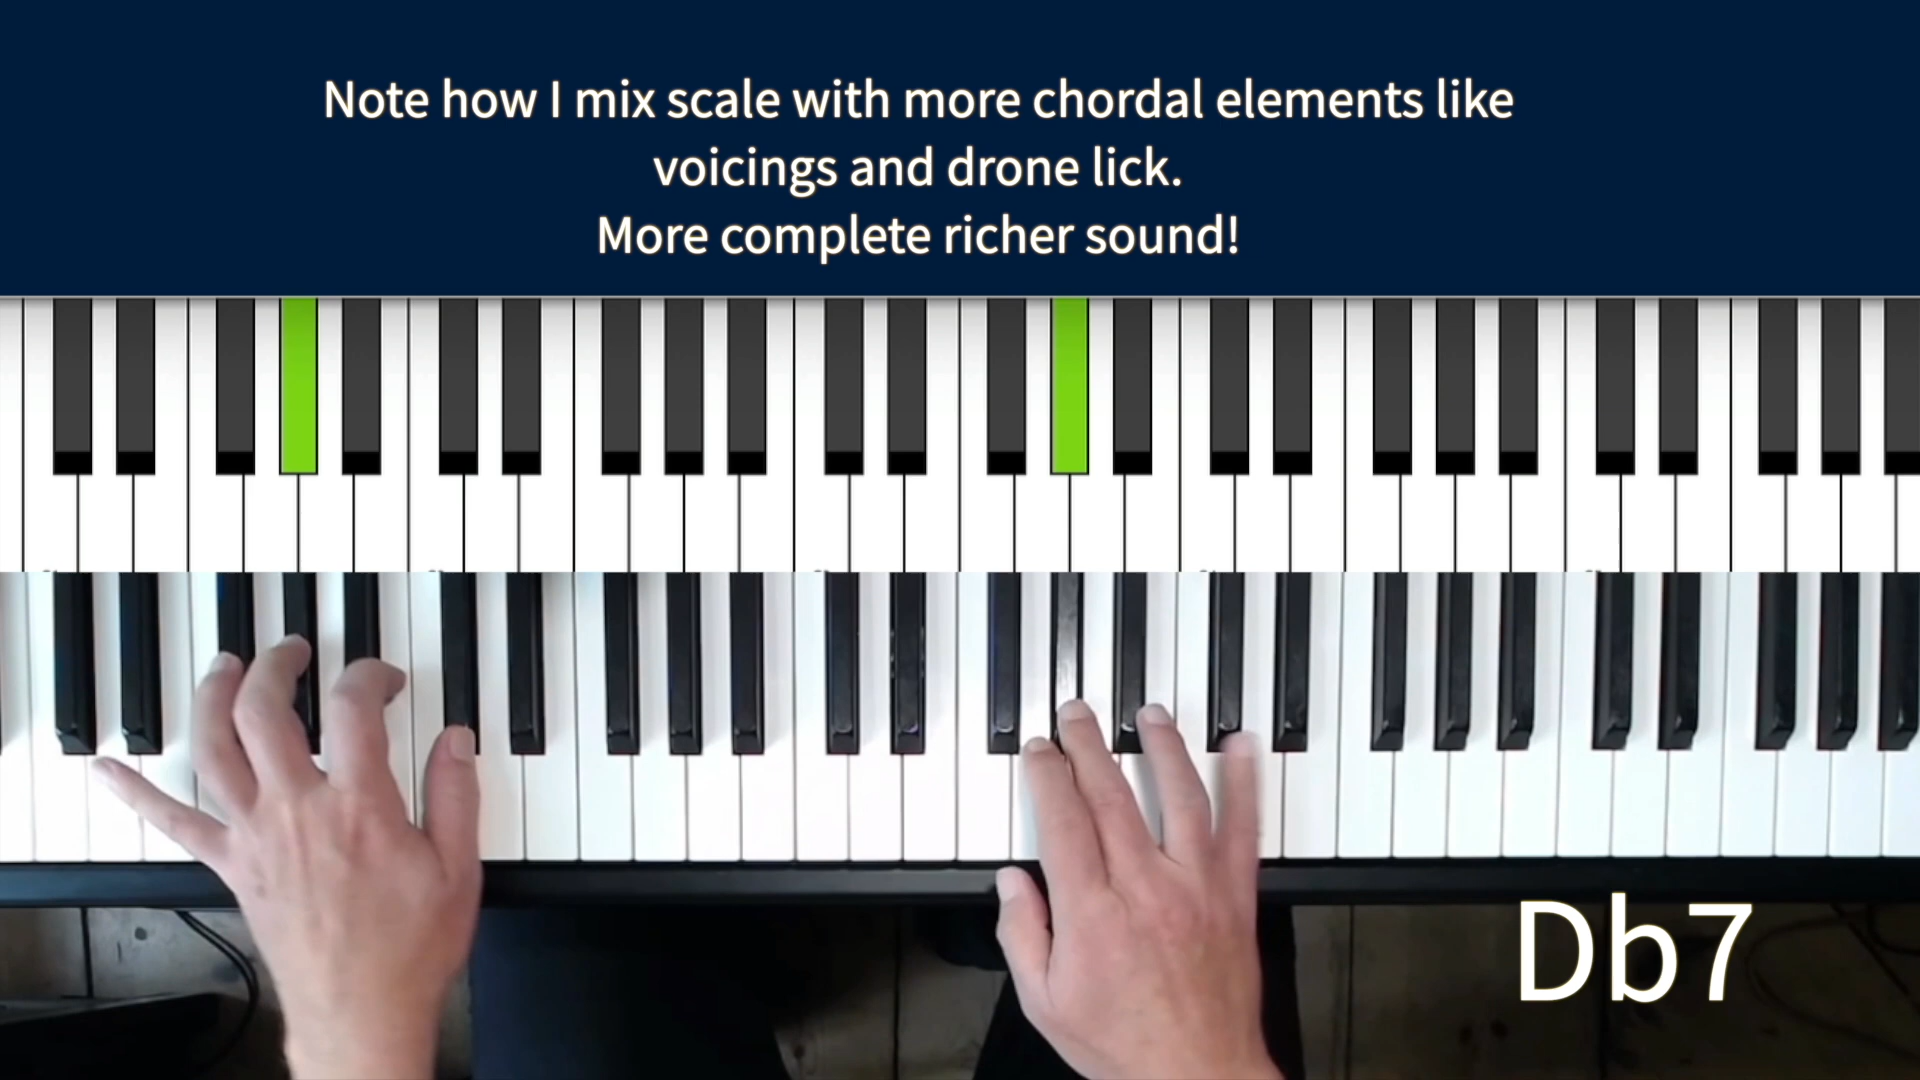 Note how I mix scale with more chordal elements like
voicings and drone lick.
More complete richer sound!
Db7